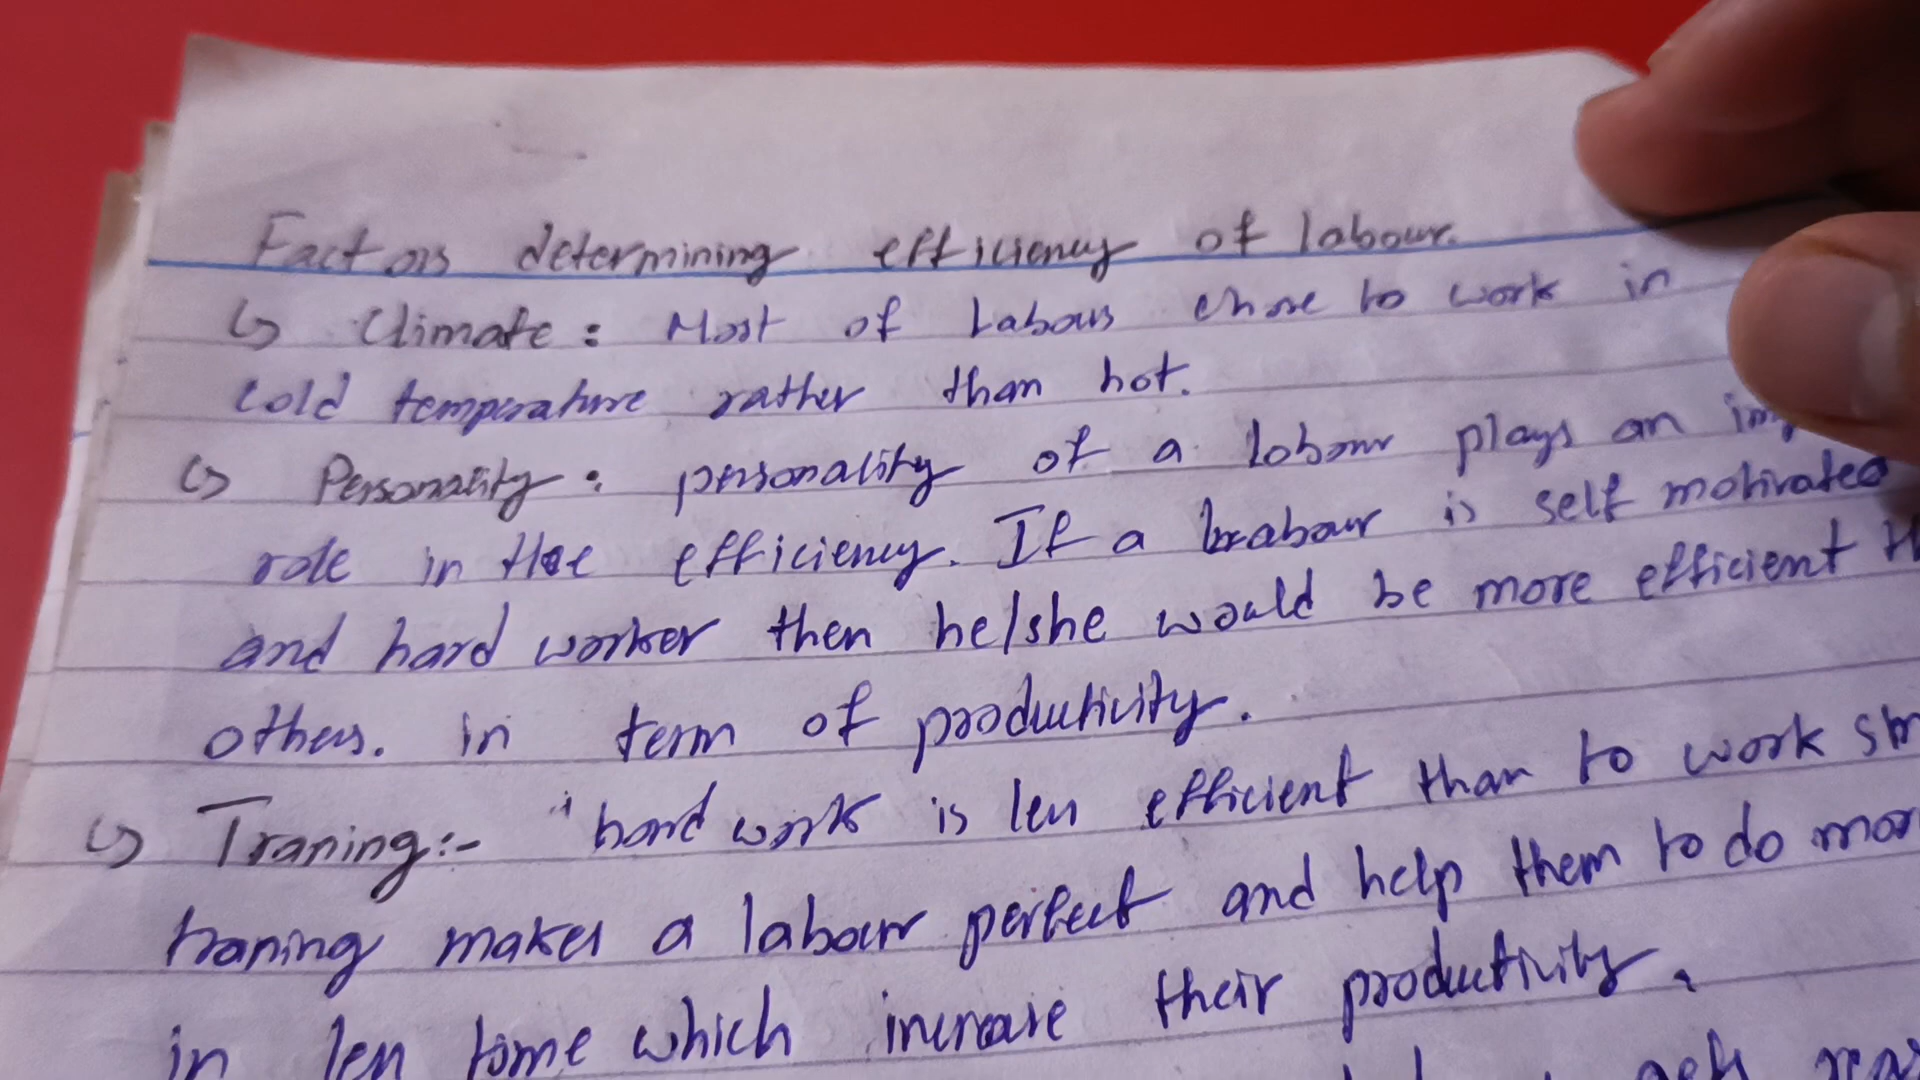 Factors determining efficiency of labour.
Climate : Most of labours chose to work in
cold temperature rather than hot.
Personality : personality of a labour plays an
role in the efficiency. If a labour is self motivated
and hard worker then he/she would be more efficient
others. in term of productivity.
Traning:- "hard work is less efficient than to work
traning makes a labour perfect and help them to do
in less time which increase their productivity.